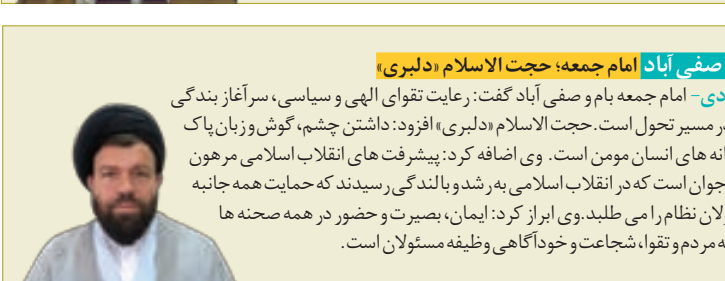 صفی آباد امام جمعه؛ حجت الاسلام «دلبری»
دی- امام جمعه بام و صفی آباد گفت: رعایت تقوای الهی و سیاسی، سرآغاز بندگی
در مسیر تحول است. حجت الاسلام «دلبری» افزود: داشتن چشم، گوش و زبان پاک
انه های انسان مومن است. وی اضافه کرد: پیشرفت های انقلاب اسلامی مرهون
جوان است که در انقلاب اسلامی به رشد و بالندگی رسیدند که حمایت همه جانبه
لان نظام را می طلبد. وی ابراز کرد: ایمان، بصیرت و حضور در همه صحنه ها
ه مردم و تقوا، شجاعت و خودآگاهی وظیفه مسئولان است.